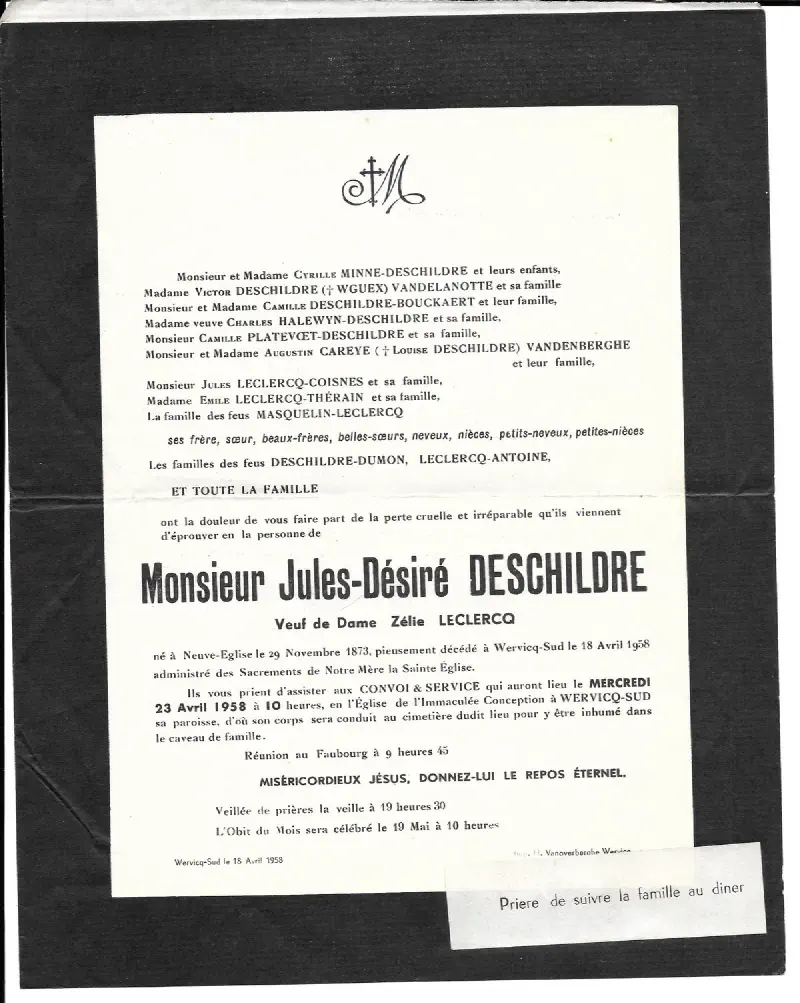 Monsieur et Madame Cyrille MINNE-DESCHILDRE et leurs enfants,
Madame Victor DESCHILDRE († WGUEX) VANDELANOTTE et sa famille
Monsieur et Madame Camille DESCHILDRE-BOUCKAERT et leur famille,
Madame veuve Charles HALEWYN-DESCHILDRE et sa famille,
Monsieur Camille PLATEVŒT-DESCHILDRE et sa famille,
Monsieur et Madame Augustin CAREYE († Louise DESCHILDRE) VANDENBERGHE
et leur famille,
Monsieur Jules LECLERCQ-COISNES et sa famille,
Madame Emile LECLERCQ-THÉRAIN et sa famille,
La famille des feus MASQUELIN-LECLERCQ
ses frère, sœur, beaux-frères, belles-sœurs, neveux, nièces, petits-neveux, petites-nièces
Les familles des feus DESCHILDRE-DUMON, LECLERCQ-ANTOINE,
ET TOUTE LA FAMILLE
ont la douleur de vous faire part de la perte cruelle et irréparable qu'ils viennent
d'éprouver en la personne de
Monsieur Jules-Désiré DESCHILDRE
Veuf de Dame Zélie LECLERCQ
né à Neuve-Eglise le 29 Novembre 1873, pieusement décédé à Wervicq-Sud le 18 Avril 1958
administré des Sacrements de Notre Mère la Sainte Église.
Ils vous prient d'assister aux CONVOI & SERVICE qui auront lieu le MERCREDI
23 Avril 1958 à 10 heures, en l'Église de l'Immaculée Conception à WERVICQ-SUD
sa paroisse, d'où son corps sera conduit au cimetière dudit lieu pour y être inhumé dans
le caveau de famille.
Réunion au Faubourg à 9 heures 45
MISÉRICORDIEUX JÉSUS, DONNEZ-LUI LE REPOS ÉTERNEL.
Veillée de prières la veille à 19 heures 30
L'Obit du Mois sera célébré le 19 Mai à 10 heures
Wervicq-Sud le 18 Avril 1958
Vanoverberghe Wervicq
Priere de suivre la famille au diner